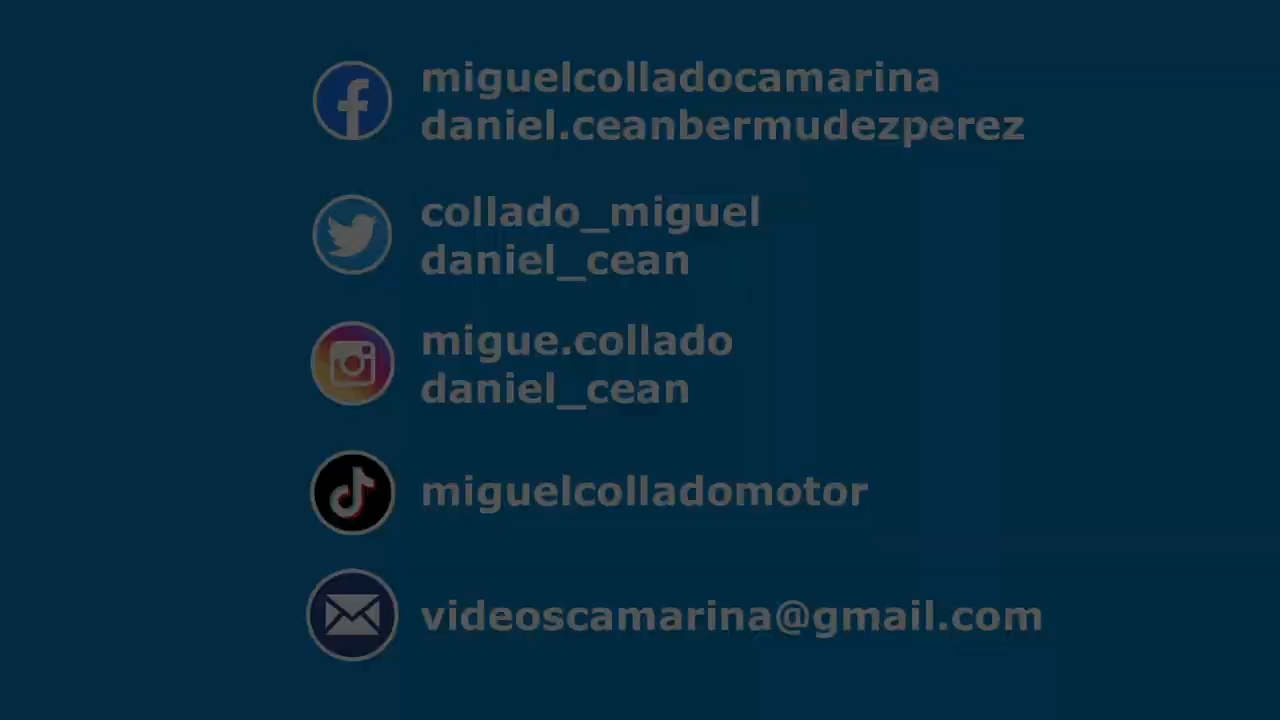 miguelcolladocamarina
daniel.ceanbermudezperez
collado_miguel
daniel_cean
migue.collado
daniel_cean
miguelcolladomotor
videoscamarina@gmail.com